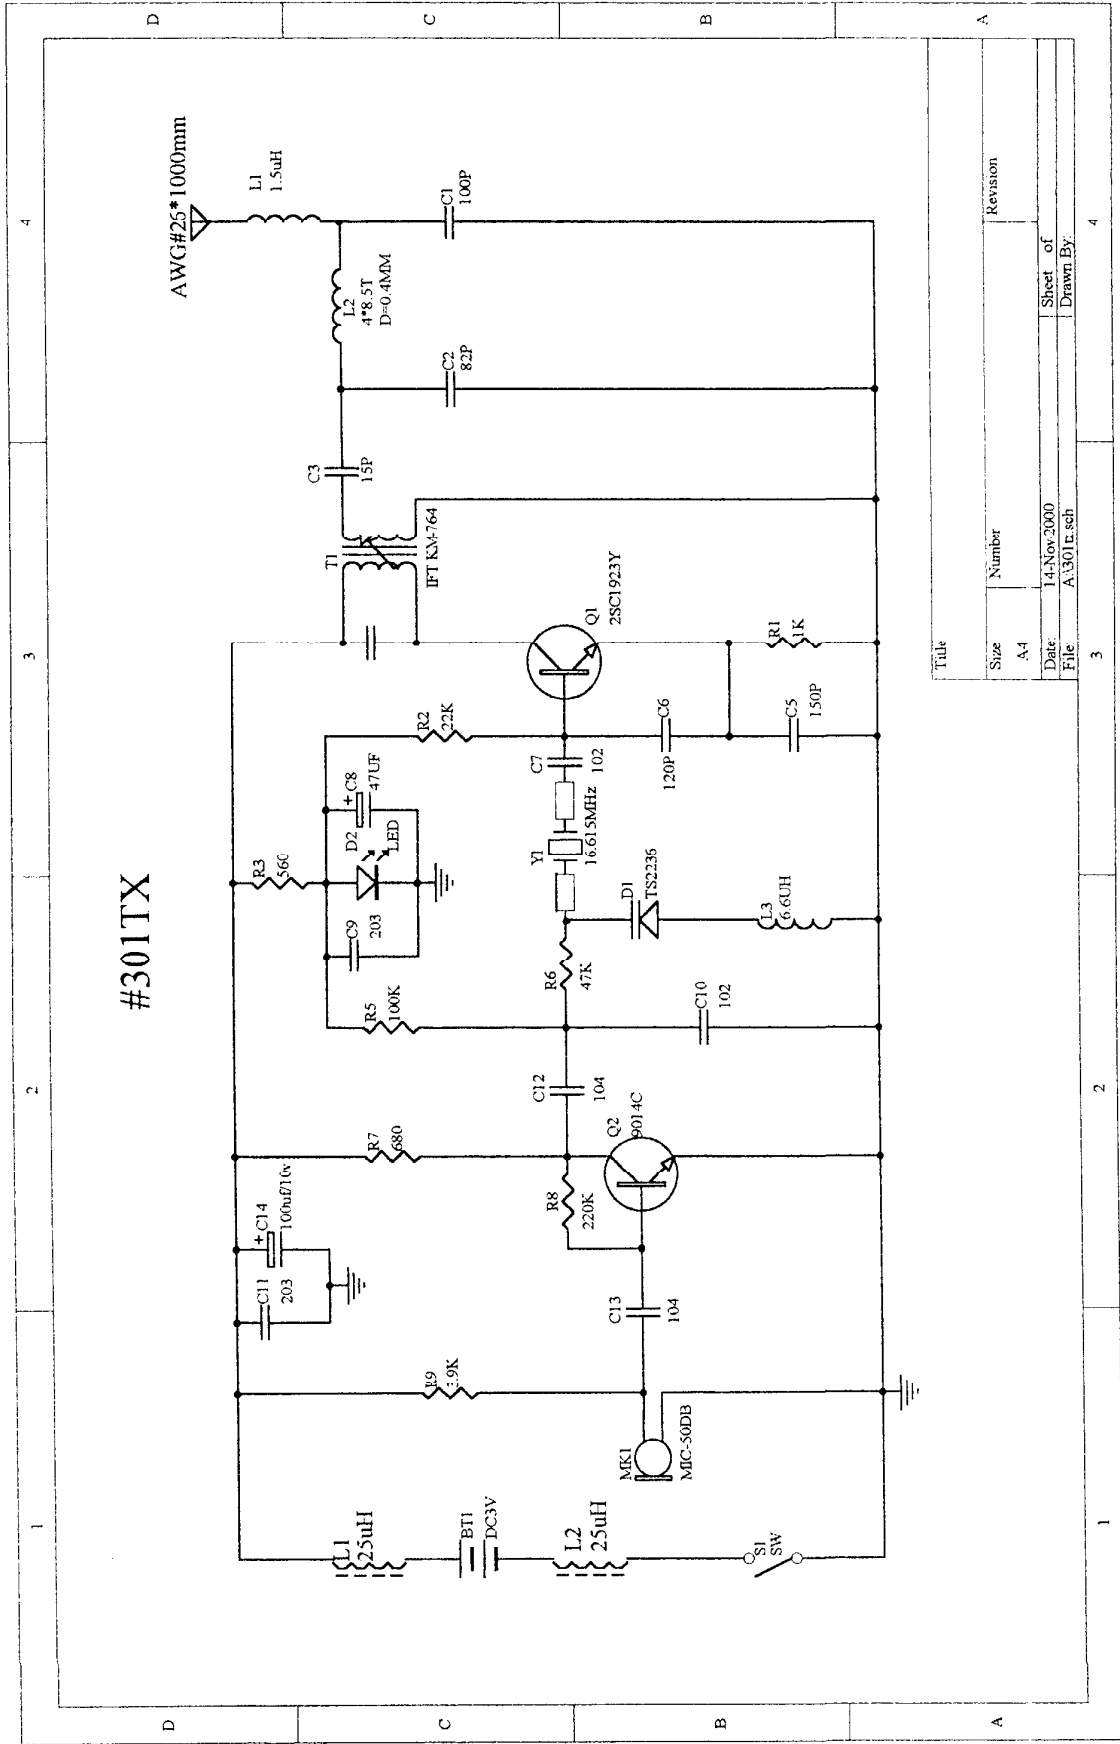 #301TX
D
C
B
A
D
C
B
A
1
2
3
4
1
2
3
4
AWG#26*1000mm
L1
1.5uH
L2
4*8.5T
D=0.4MM
C1
100P
C2
82P
C3
15P
T1
IFT KM-764
Q1
2SC1923Y
R1
1K
C5
150P
C6
120P
C7
102
R2
22K
C8
47UF
+
D2
LED
R3
560
C9
203
Y1
16.615MHz
D1
TS2236
L3
6.6UH
R6
47K
R5
100K
C10
102
C12
104
R7
680
Q2
9014C
R8
220K
C14
100uf/16v
+
C11
203
C13
104
.9K
MK1
MIC-50DB
L1
25uH
BT1
DC3V
L2
25uH
S1
SW
Title
Size
A4
Number
Revision
Date:
14-Nov-2000
Sheet of
File:
Drawn By: